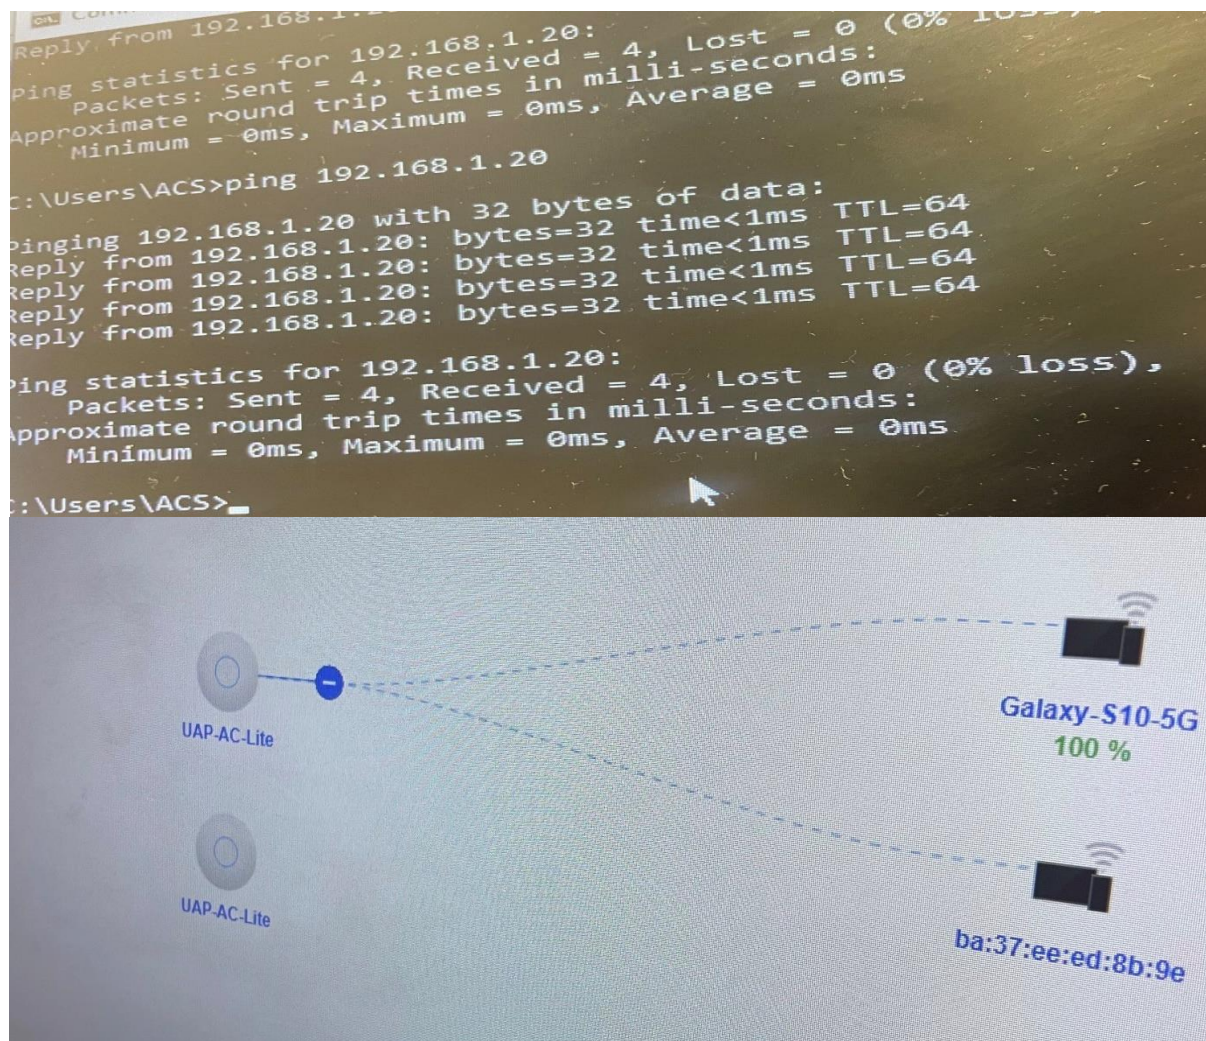 Reply from 192.168.1.
Ping statistics for 192.168.1.20:
Packets: Sent = 4, Received = 4, Lost = 0 (0% loss),
Approximate round trip times in milli-seconds:
Minimum = 0ms, Maximum = 0ms, Average = 0ms
C:\Users\ACS>ping 192.168.1.20
Pinging 192.168.1.20 with 32 bytes of data:
Reply from 192.168.1.20: bytes=32 time<1ms TTL=64
Reply from 192.168.1.20: bytes=32 time<1ms TTL=64
Reply from 192.168.1.20: bytes=32 time<1ms TTL=64
Reply from 192.168.1.20: bytes=32 time<1ms TTL=64
Ping statistics for 192.168.1.20:
Packets: Sent = 4, Received = 4, Lost = 0 (0% loss),
Approximate round trip times in milli-seconds:
Minimum = 0ms, Maximum = 0ms, Average = 0ms
C:\Users\ACS>
UAP-AC-Lite
Galaxy-S10-5G
100 %
UAP-AC-Lite
ba:37:ee:ed:8b:9e